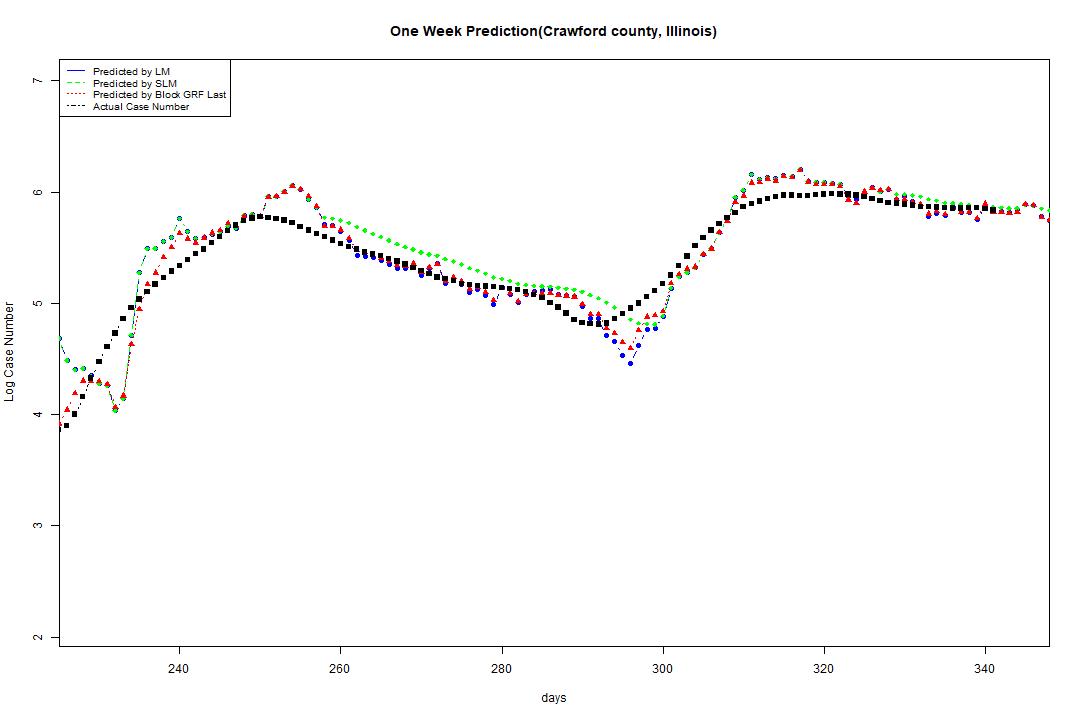 One Week Prediction(Crawford county, Illinois)
Predicted by LM
Predicted by SLM
Predicted by Block GRF Last
Actual Case Number
7
6
5
4
3
2
Log Case Number
240 260 280 300 320 340
days